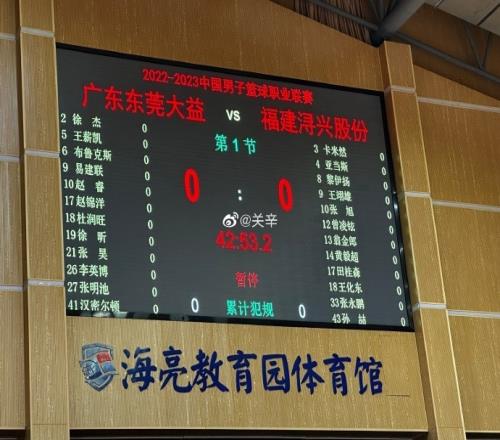 2022-2023中国男子篮球职业联赛
广东东莞大益 VS 福建浔兴股份
第1节
0 : 0
42:53.2
暂停
0 累计犯规 0
2 徐 杰 0
5 王薪凯 0
6 布鲁克斯 0
9 易建联 0
10 赵 睿 0
17 赵锦洋 0
18 杜润旺 0
19 徐 昕 0
21 张 昊 0
26 李英博 0
27 张明池 0
41 汉密尔顿 0
3 卡米然 0
4 亚当斯 0
8 黎伊扬 0
9 王翊雄 0
10 张 旭 0
12 曾凌铉 0
13 翁金郎 0
14 黄毅超 0
17 田桂森 0
18 王化东 0
33 张永鹏 0
43 孙 喆 0
@关辛
海亮教育园体育馆